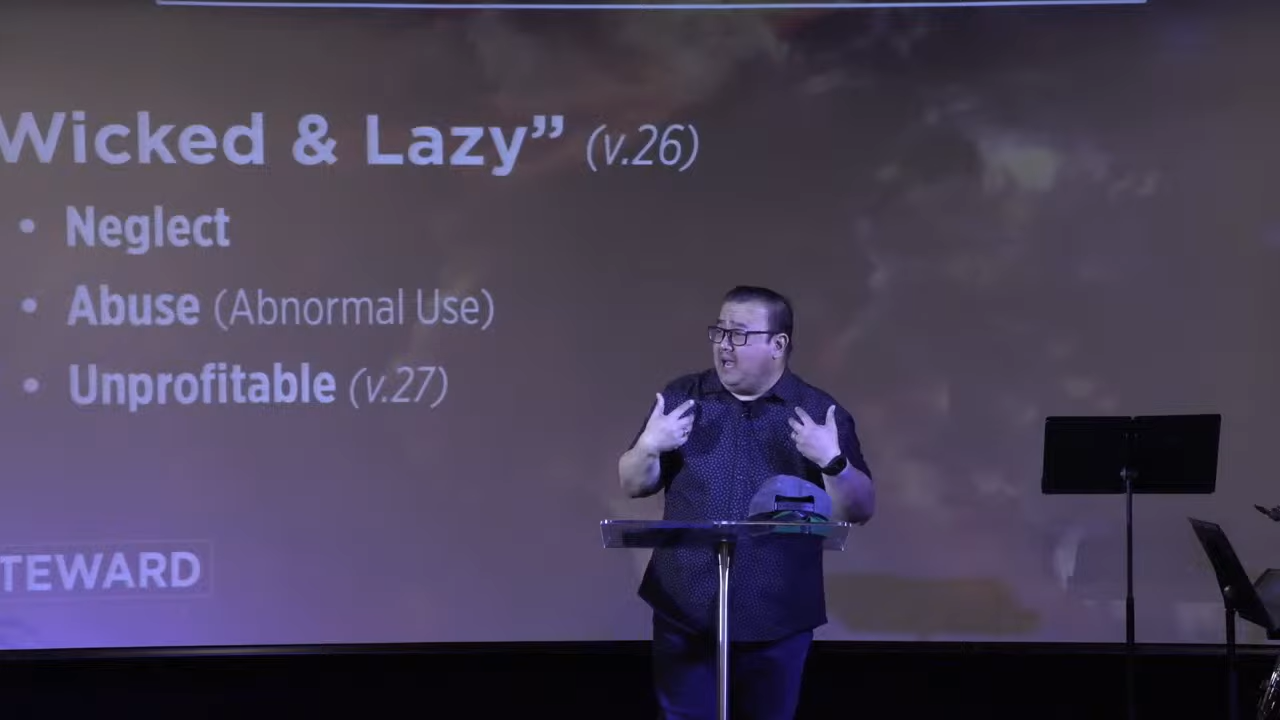 Wicked & Lazy” (v.26)
• Neglect
• Abuse (Abnormal Use)
• Unprofitable (v.27)
TEWARD